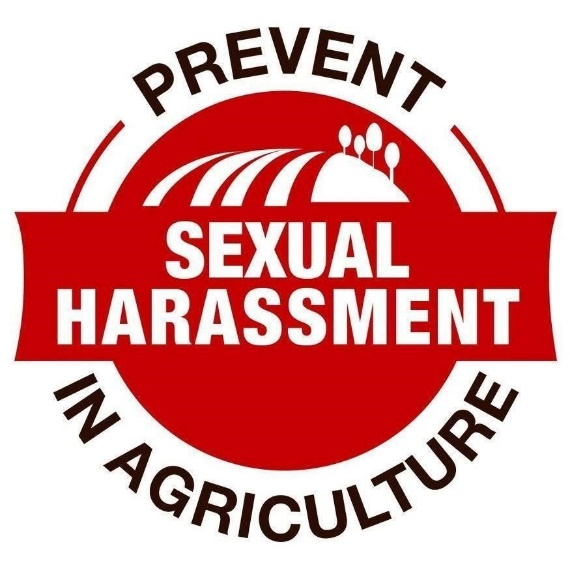 PREVENT
SEXUAL
HARASSMENT
IN AGRICULTURE